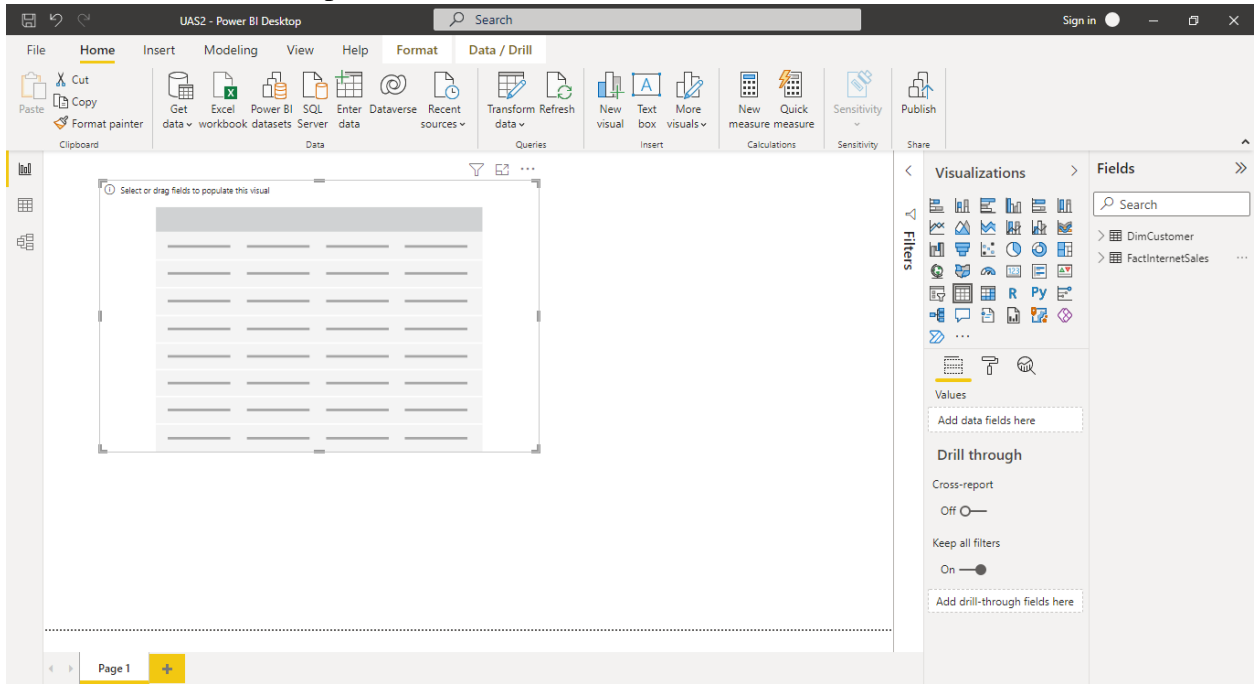 UAS2 - Power BI Desktop
Search
Sign in
File Home Insert Modeling View Help Format Data / Drill
Paste
Cut
Copy
Format painter
Clipboard
Get data
Excel workbook
Power BI datasets
SQL Server
Enter data
Dataverse
Recent sources
Data
Transform data
Refresh
Queries
New visual
Text box
More visuals
Insert
New measure
Quick measure
Calculations
Sensitivity
Sensitivity
Publish
Share
Select or drag fields to populate this visual
Filters
Visualizations
R Py
123
Values
Add data fields here
Drill through
Cross-report
Off
Keep all filters
On
Add drill-through fields here
Fields
Search
DimCustomer
FactInternetSales
Page 1